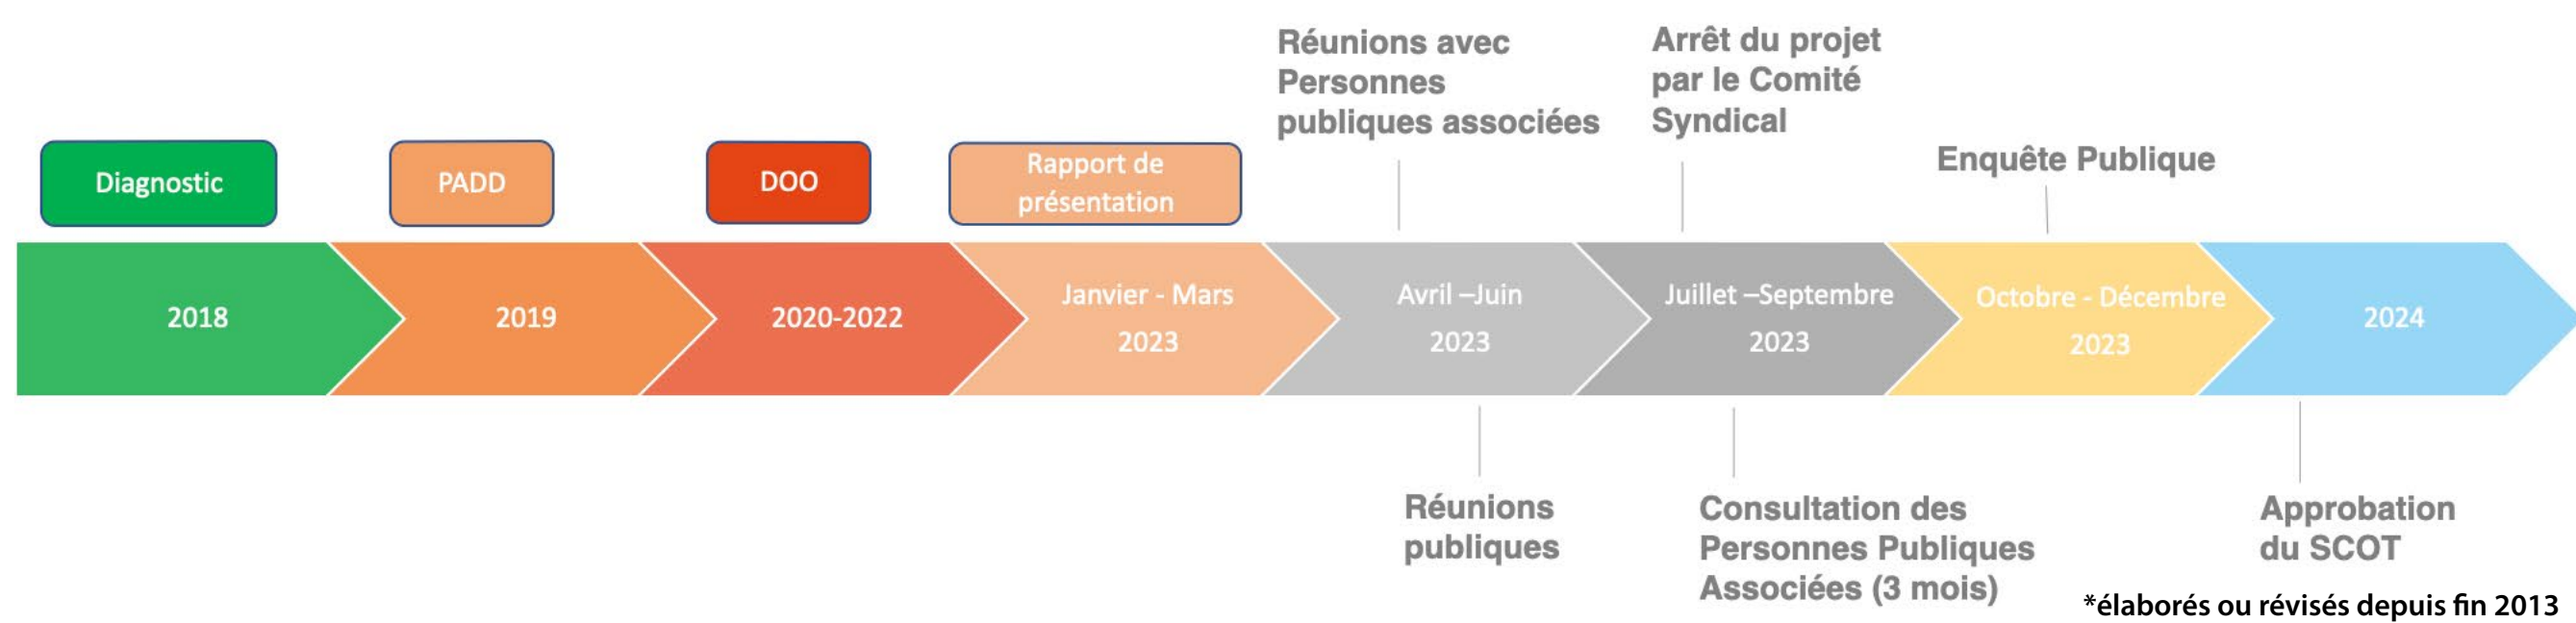 Réunions avec
Personnes
publiques associées
Arrêt du projet
par le Comité
Syndical
Enquête Publique
Diagnostic
PADD
DOO
Rapport de
présentation
2018
2019
2020-2022
Janvier - Mars
2023
Avril –Juin
2023
Juillet –Septembre
2023
Octobre - Décembre
2023
2024
Réunions
publiques
Consultation des
Personnes Publiques
Associées (3 mois)
Approbation
du SCOT
*élaborés ou révisés depuis fin 2013